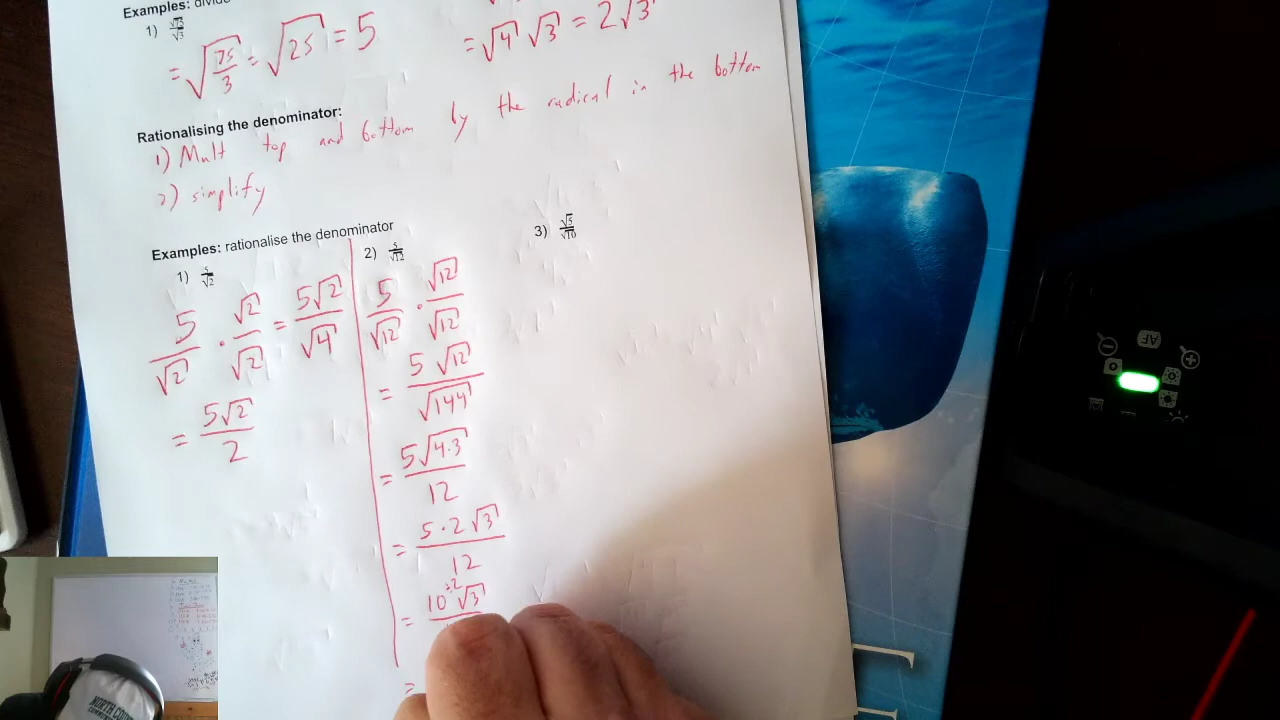 Examples: divide
1) √75/√3
= √75/3 = √25 = 5
= √4 √3 = 2√3
Rationalising the denominator:
1) Mult top and bottom by the radical in the bottom
2) simplify
Examples: rationalise the denominator
1) 5/√2
5/√2 · √2/√2 = 5√2/√4
= 5√2/2
2) 5/√12
5/√12 · √12/√12
= 5√12/√144
= 5√4·3/12
= 5·2√3/12
= 10÷2 √3
=
3) √5/√10
AF
NORTH